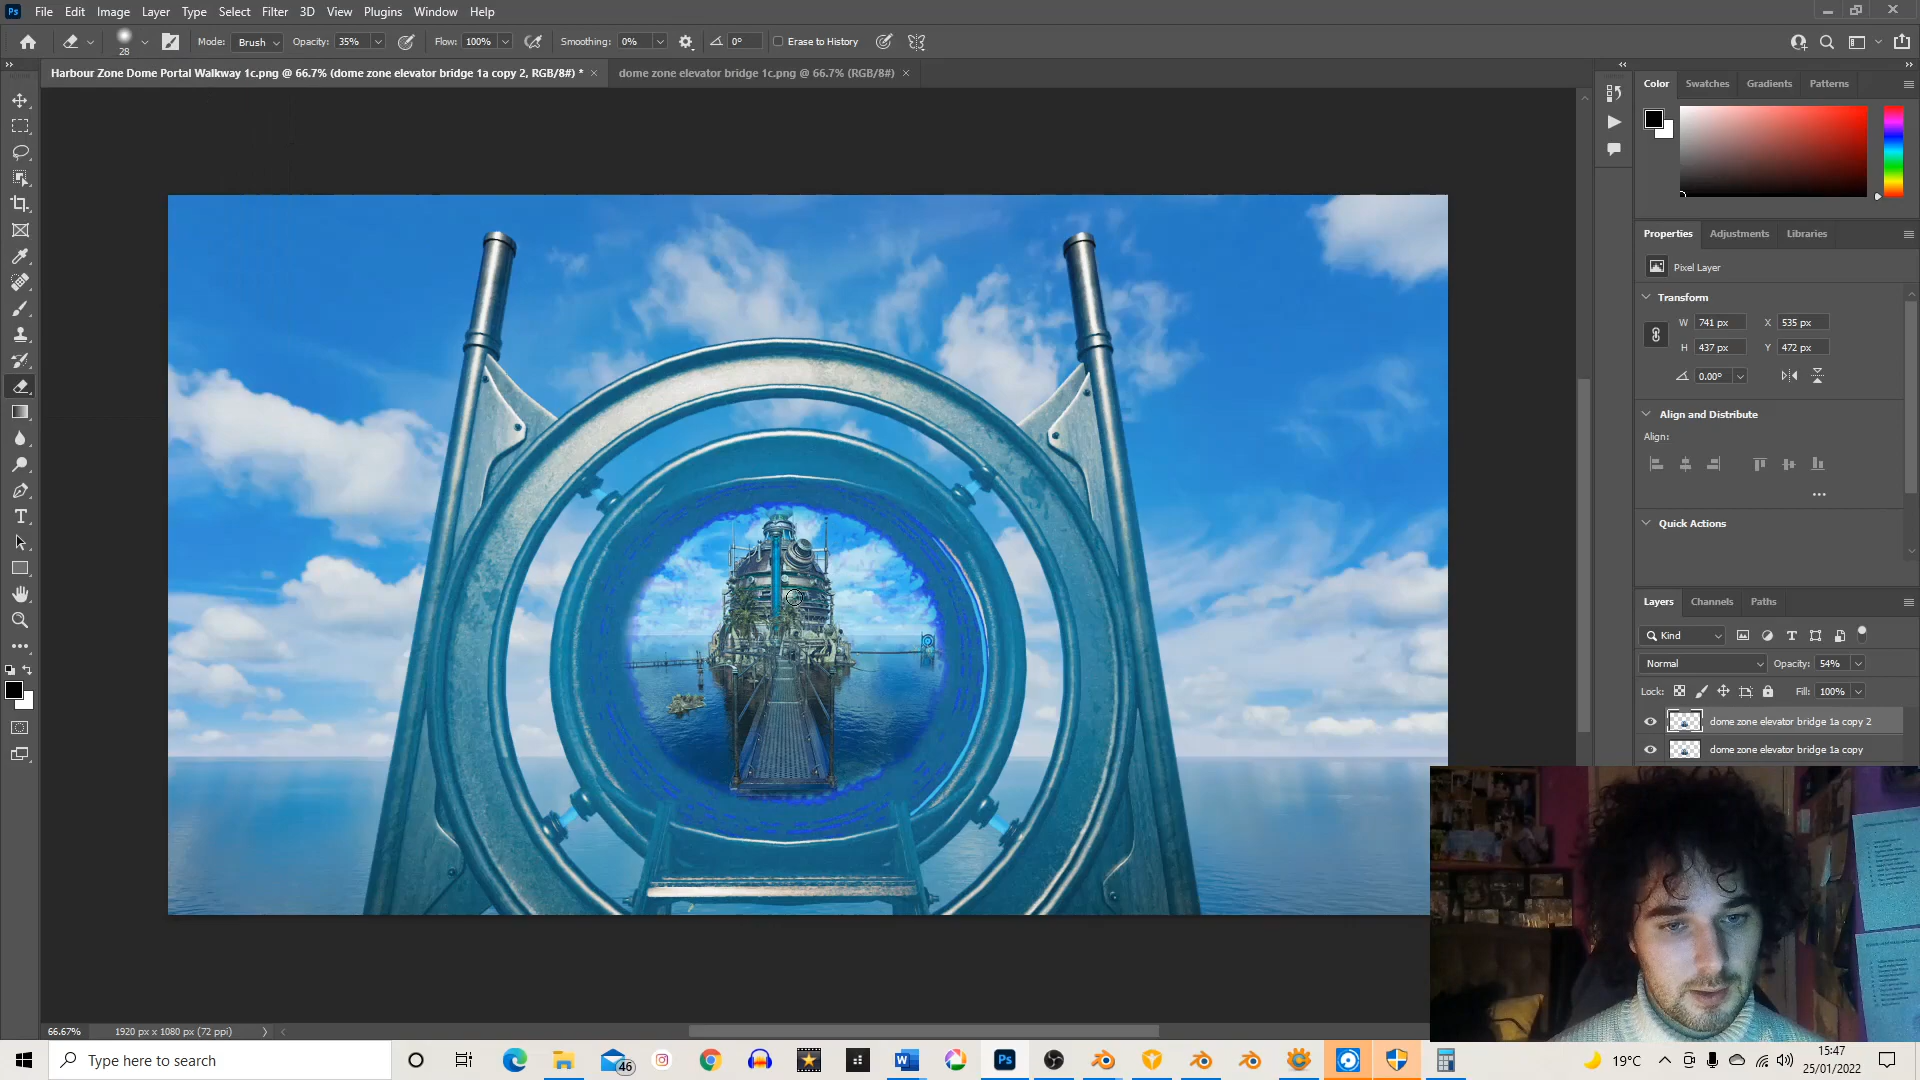 Ps File Edit Image Layer Type Select Filter 3D View Plugins Window Help
28 Mode: Brush Opacity: 35% Flow: 100% Smoothing: 0% 0° Erase to History
Harbour Zone Dome Portal Walkway 1c.png @ 66.7% (dome zone elevator bridge 1a copy 2, RGB/8#) * dome zone elevator bridge 1c.png @ 66.7% (RGB/8#)
Color Swatches Gradients Patterns
Properties Adjustments Libraries
Pixel Layer
Transform
W 741 px X 535 px
H 437 px Y 472 px
0.00°
Align and Distribute
Align:
Quick Actions
Layers Channels Paths
Kind
Normal Opacity: 54%
Lock: Fill: 100%
dome zone elevator bridge 1a copy 2
dome zone elevator bridge 1a copy
66.67% 1920 px x 1080 px (72 ppi)
Type here to search 46 Ps 19°C 15:47
25/01/2022